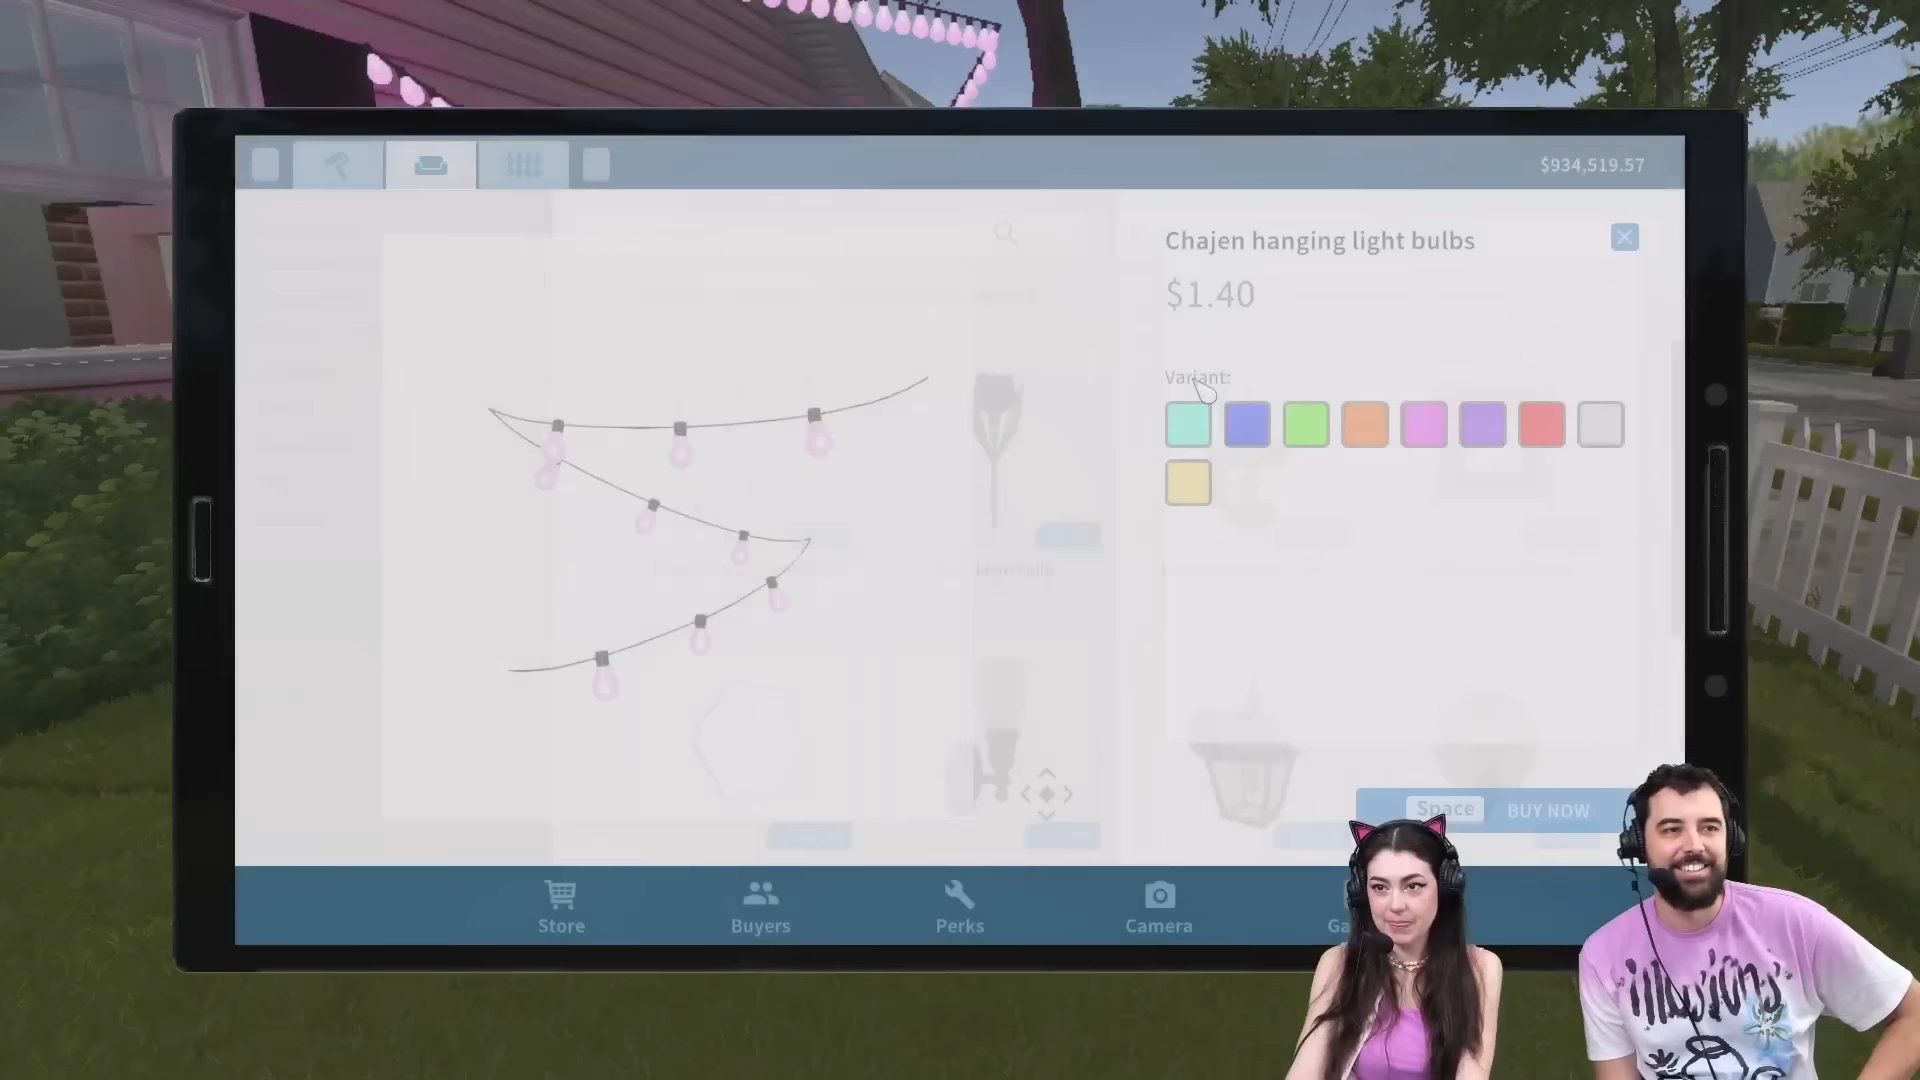 $934,519.57
Chajen hanging light bulbs
$1.40
Variant:
Space BUY NOW
Store
Buyers
Perks
Camera
illusions